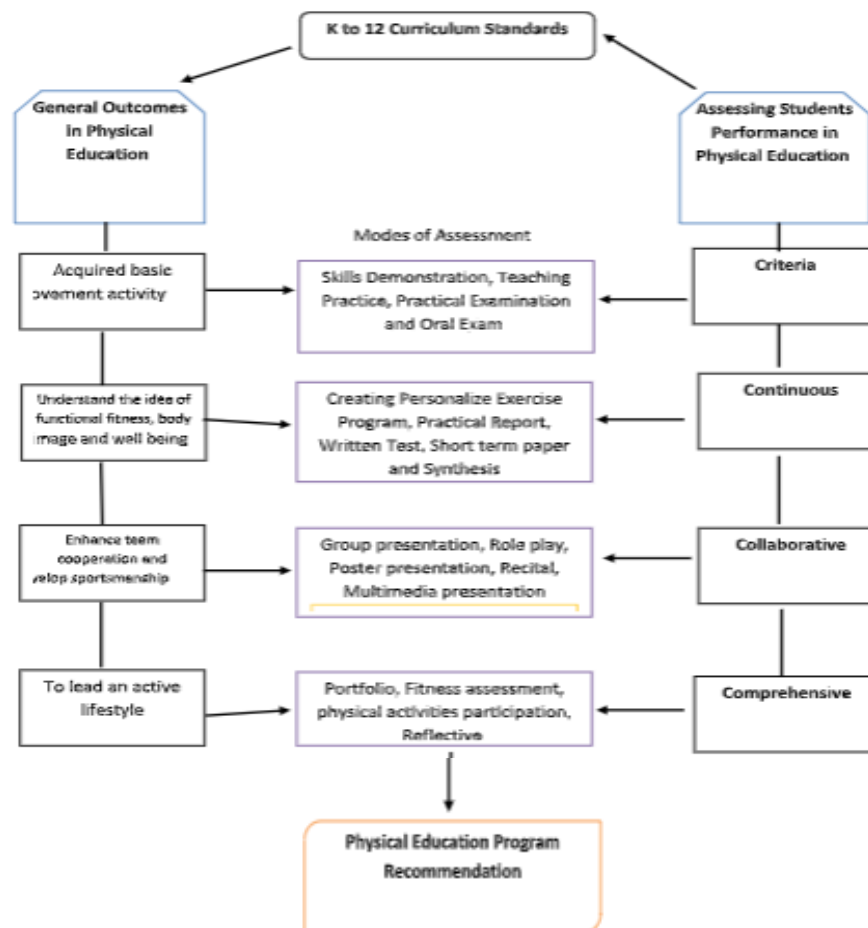 K to 12 Curriculum Standards
General Outcomes
in Physical
Education
Assessing Students
Performance in
Physical Education
Modes of Assessment
Acquired basic
ovement activity
Skills Demonstration, Teaching
Practice, Practical Examination
and Oral Exam
Criteria
Understand the idea of
functional fitness, body
image and well being
Creating Personalize Exercise
Program, Practical Report,
Written Test, Short term paper
and Synthesis
Continuous
Enhance team
cooperation and
velop sportsmenship
Group presentation, Role play,
Poster presentation, Recital,
Multimedia presentation
Collaborative
To lead an active
lifestyle
Portfolio, Fitness assessment,
physical activities participation,
Reflective
Comprehensive
Physical Education Program
Recommendation